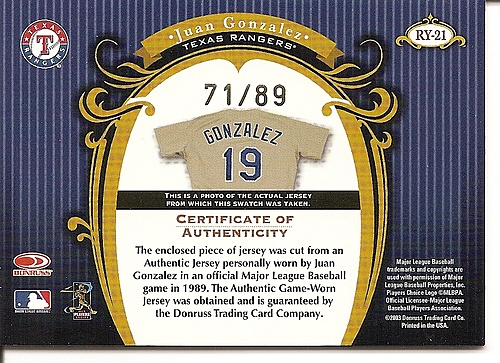 Juan Gonzalez
TEXAS RANGERS®
RY-21
TEXAS
T
RANGERS
71/89
GONZALEZ
19
THIS IS A PHOTO OF THE ACTUAL JERSEY
FROM WHICH THIS SWATCH WAS TAKEN.
CERTIFICATE OF
AUTHENTICITY
The enclosed piece of jersey was cut from an
Authentic Jersey personally worn by Juan
Gonzalez in an official Major League Baseball
game in 1989. The Authentic Game-Worn
Jersey was obtained and is guaranteed by
the Donruss Trading Card Company.
DONRUSS
PLAYERS
CHOICE
Major League Baseball
trademarks and copyrights are
used with permission of Major
League Baseball Properties, Inc.
Players Choice Logo ©MLBPA.
Official Licensee-Major League
Baseball Players Association.
©2003 Donruss Trading Card Co.
Printed in the USA.